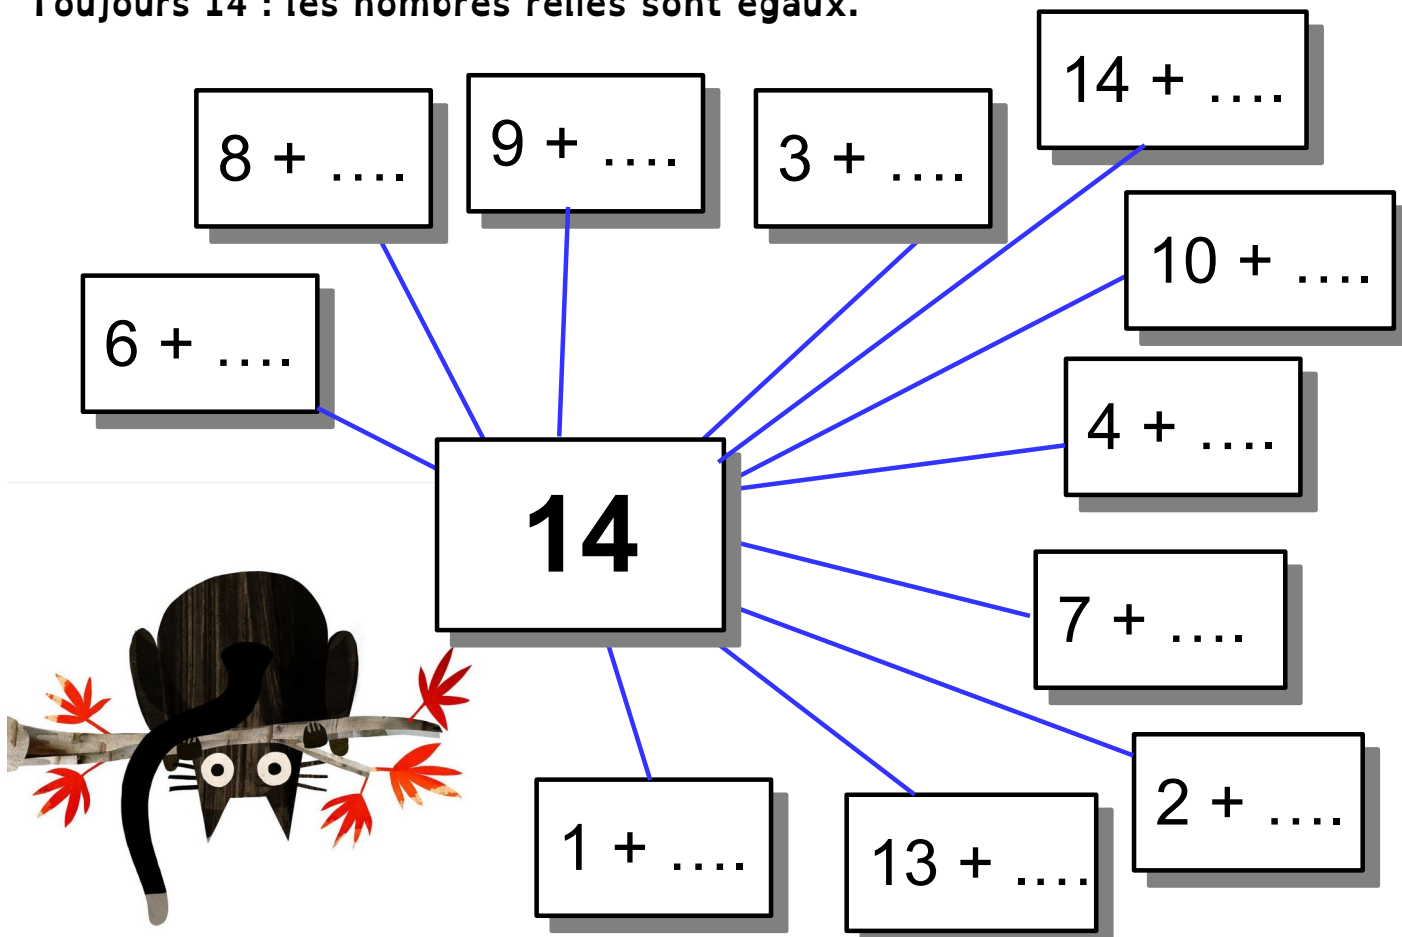 Toujours 14 : les nombres reliés sont égaux.
14 + ....
8 + ....
9 + ....
3 + ....
10 + ....
6 + ....
4 + ....
14
7 + ....
2 + ....
1 + ....
13 + ....